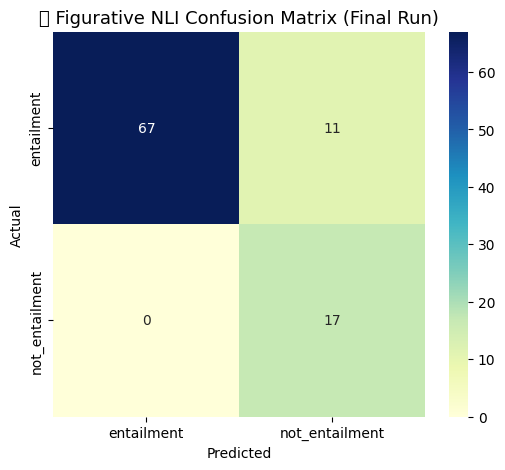 Figurative NLI Confusion Matrix (Final Run)
entailment
not_entailment
Actual
67 11
0 17
entailment not_entailment
Predicted
60
50
40
30
20
10
0